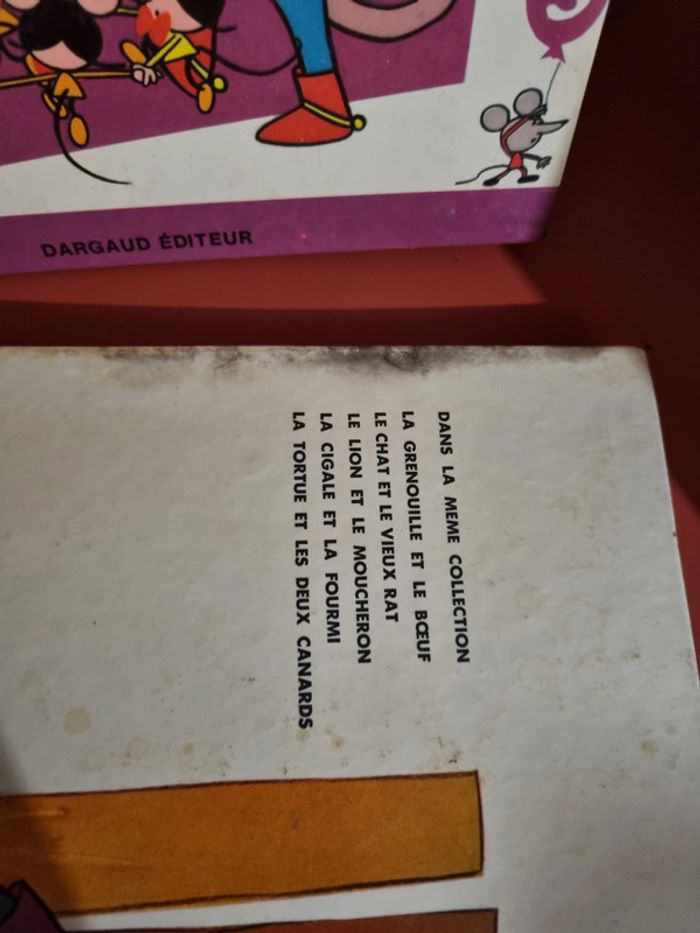 DARGAUD ÉDITEUR
DANS LA MEME COLLECTION
LA GRENOUILLE ET LE BŒUF
LE CHAT ET LE VIEUX RAT
LE LION ET LE MOUCHERON
LA CIGALE ET LA FOURMI
LA TORTUE ET LES DEUX CANARDS